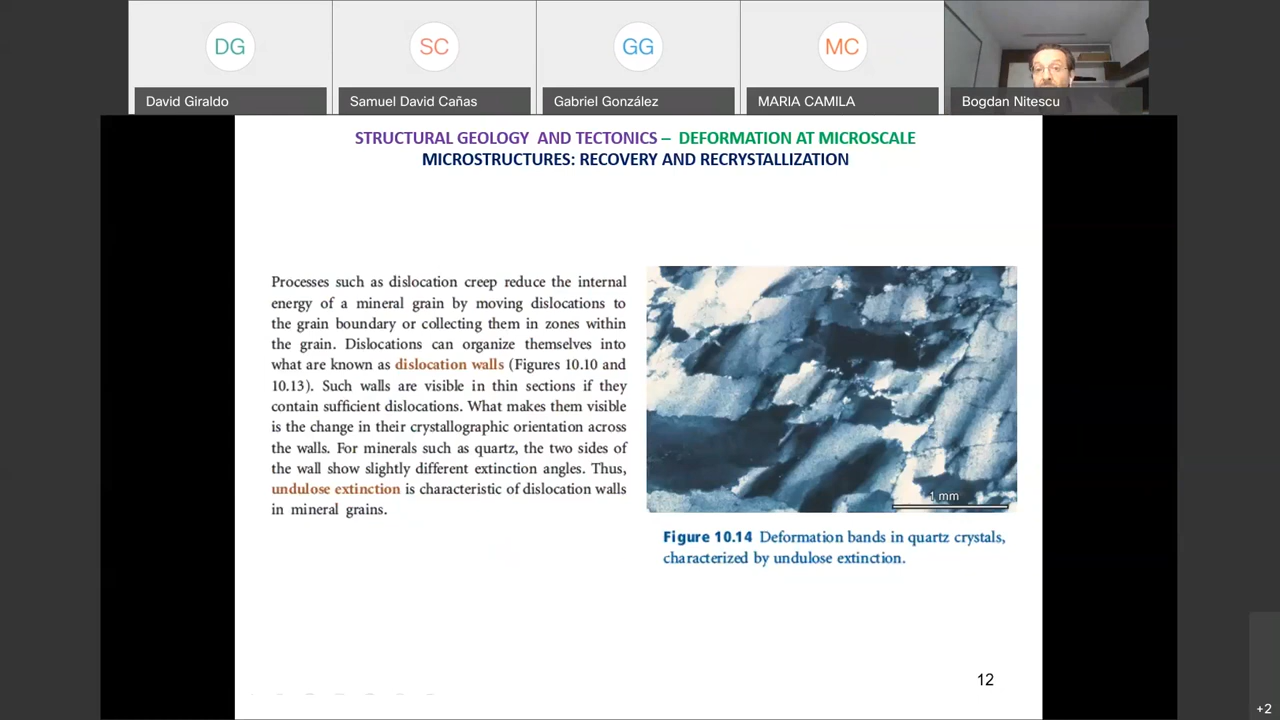 DG
SC
GG
MC
David Giraldo
Samuel David Cañas
Gabriel González
MARIA CAMILA
Bogdan Nitescu
STRUCTURAL GEOLOGY AND TECTONICS – DEFORMATION AT MICROSCALE
MICROSTRUCTURES: RECOVERY AND RECRYSTALLIZATION
Processes such as dislocation creep reduce the internal
energy of a mineral grain by moving dislocations to
the grain boundary or collecting them in zones within
the grain. Dislocations can organize themselves into
what are known as dislocation walls (Figures 10.10 and
10.13). Such walls are visible in thin sections if they
contain sufficient dislocations. What makes them visible
is the change in their crystallographic orientation across
the walls. For minerals such as quartz, the two sides of
the wall show slightly different extinction angles. Thus,
undulose extinction is characteristic of dislocation walls
in mineral grains.
1 mm
Figure 10.14 Deformation bands in quartz crystals,
characterized by undulose extinction.
12
+2